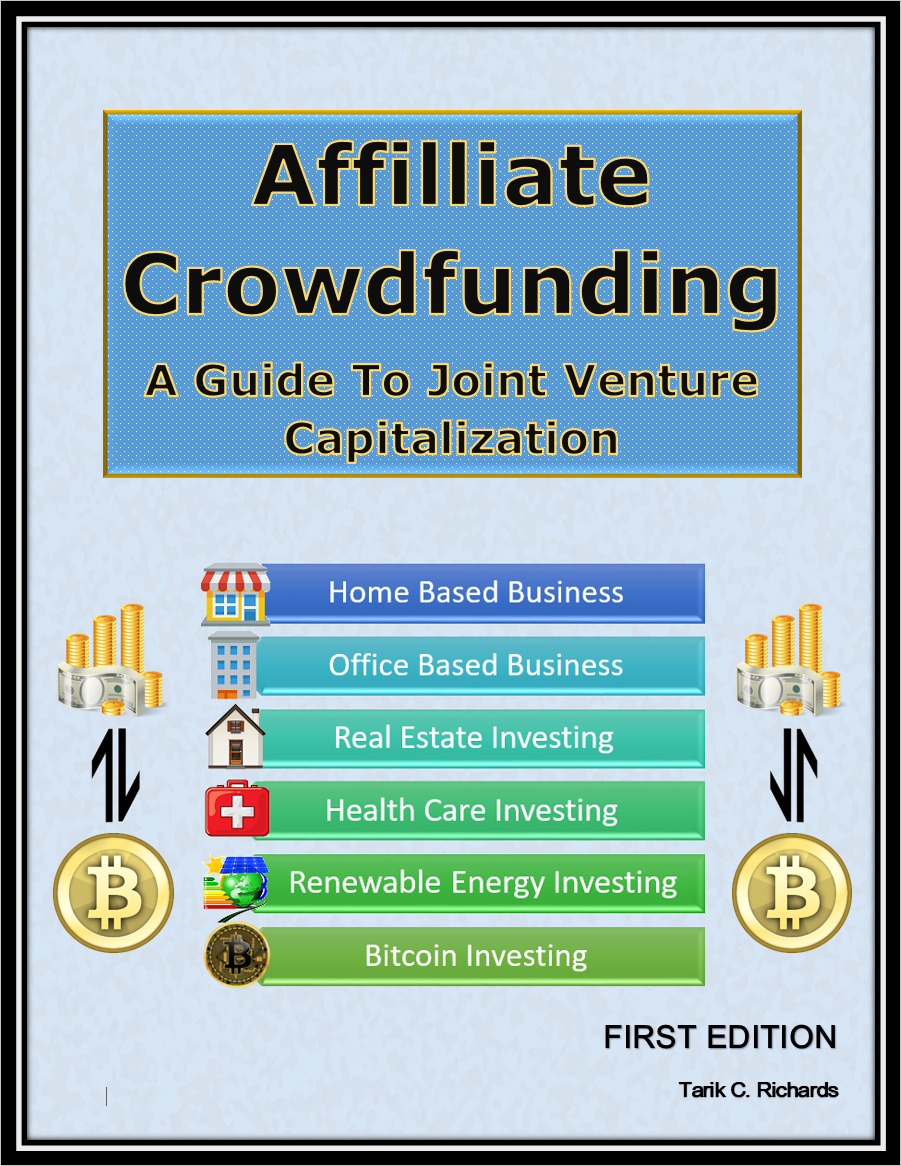 Affilliate
Crowdfunding
A Guide To Joint Venture
Capitalization
Home Based Business
Office Based Business
Real Estate Investing
Health Care Investing
Renewable Energy Investing
Bitcoin Investing
FIRST EDITION
Tarik C. Richards